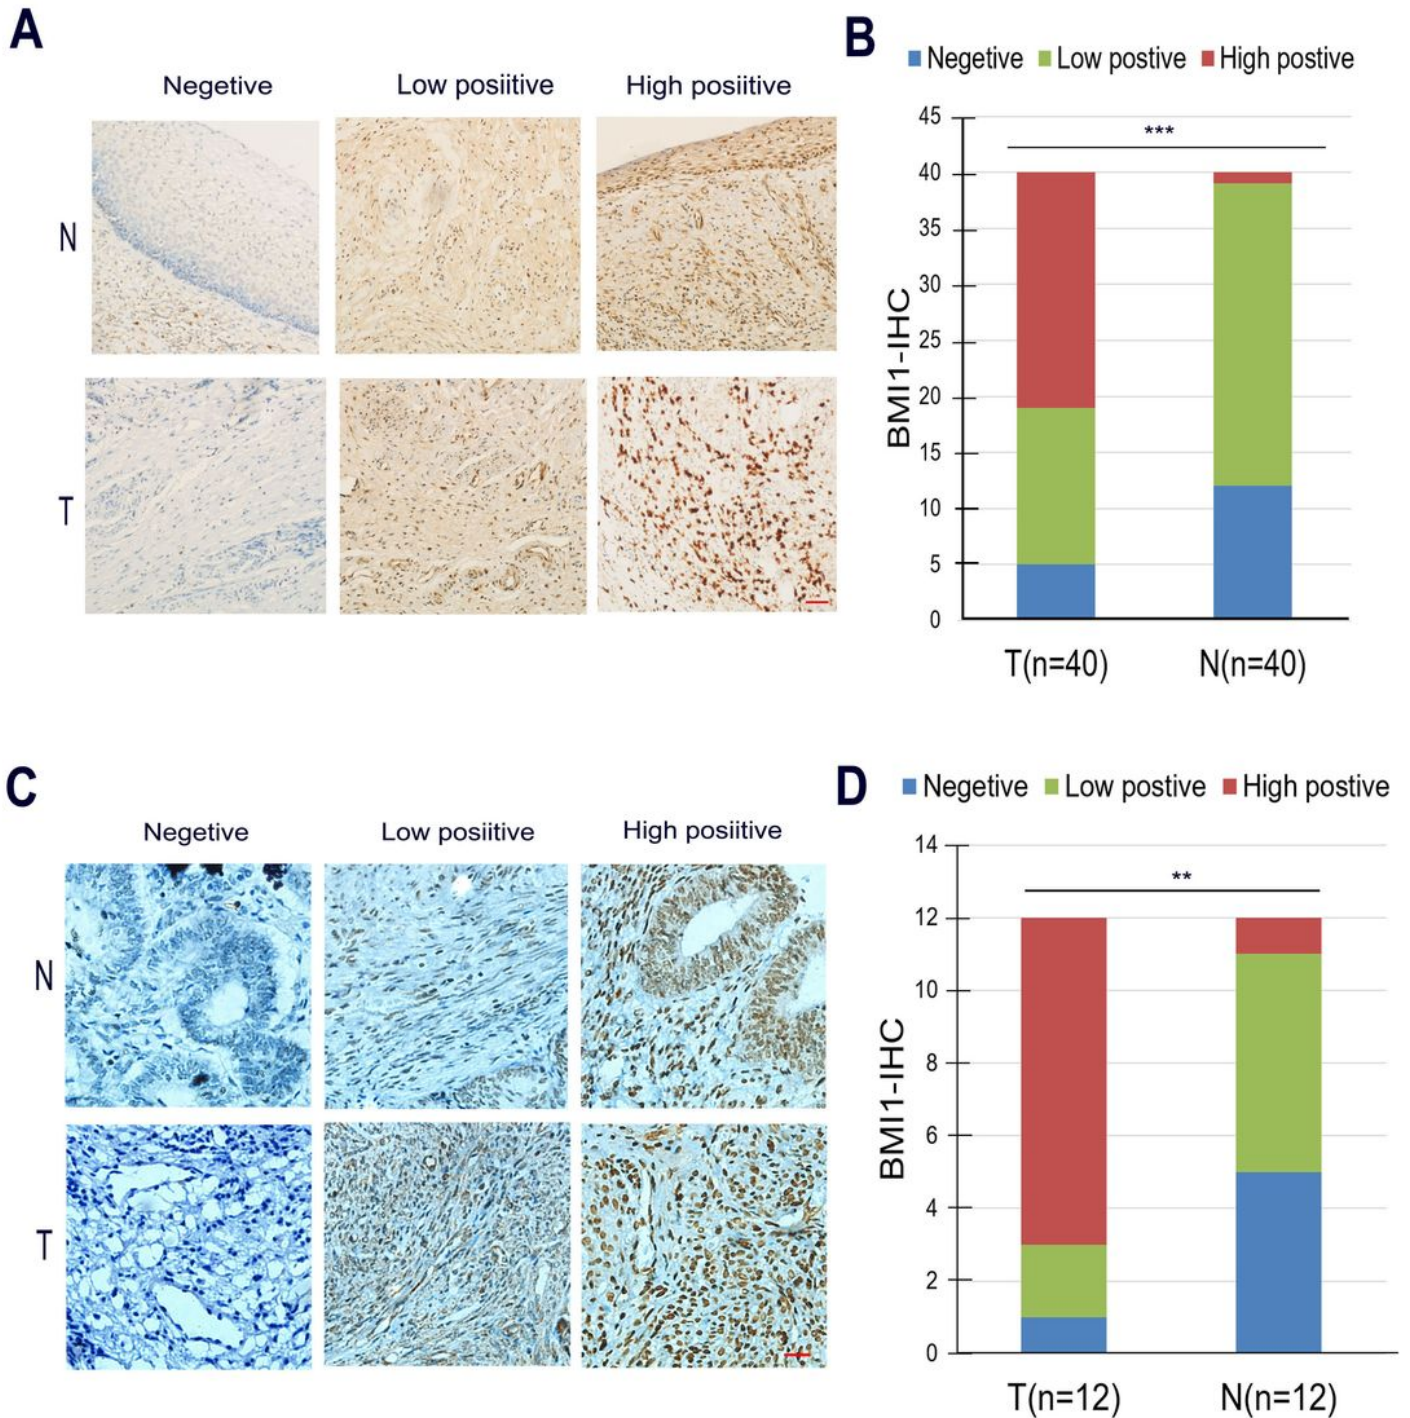 A
Negetive Low posiitive High posiitive
N
T
B
Negetive Low postive High postive
45
***
40
35
30
25
20
15
10
5
0
BMI1-IHC
T(n=40) N(n=40)
C
Negetive Low posiitive High posiitive
N
T
D
Negetive Low postive High postive
14
**
12
10
8
6
4
2
0
BMI1-IHC
T(n=12) N(n=12)